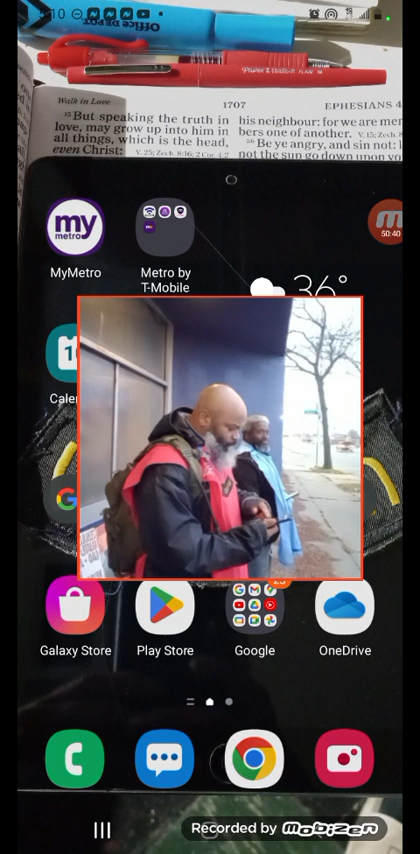 OFFICE DEPOT
Paper Mate FLAIR M
Walk in Love
1707
EPHESIANS 4
15 But speaking the truth in
love, may grow up into him in
all things, which is the head,
even Christ:
his neighbour: for we are mem
bers one of another.
26 Be ye angry, and sin not:
not the sun go down upon yo
my
metro
MyMetro
Metro by
T-Mobile
50:40
36°
Cale
G
Galaxy Store
Play Store
Google
OneDrive
Recorded by mobizen